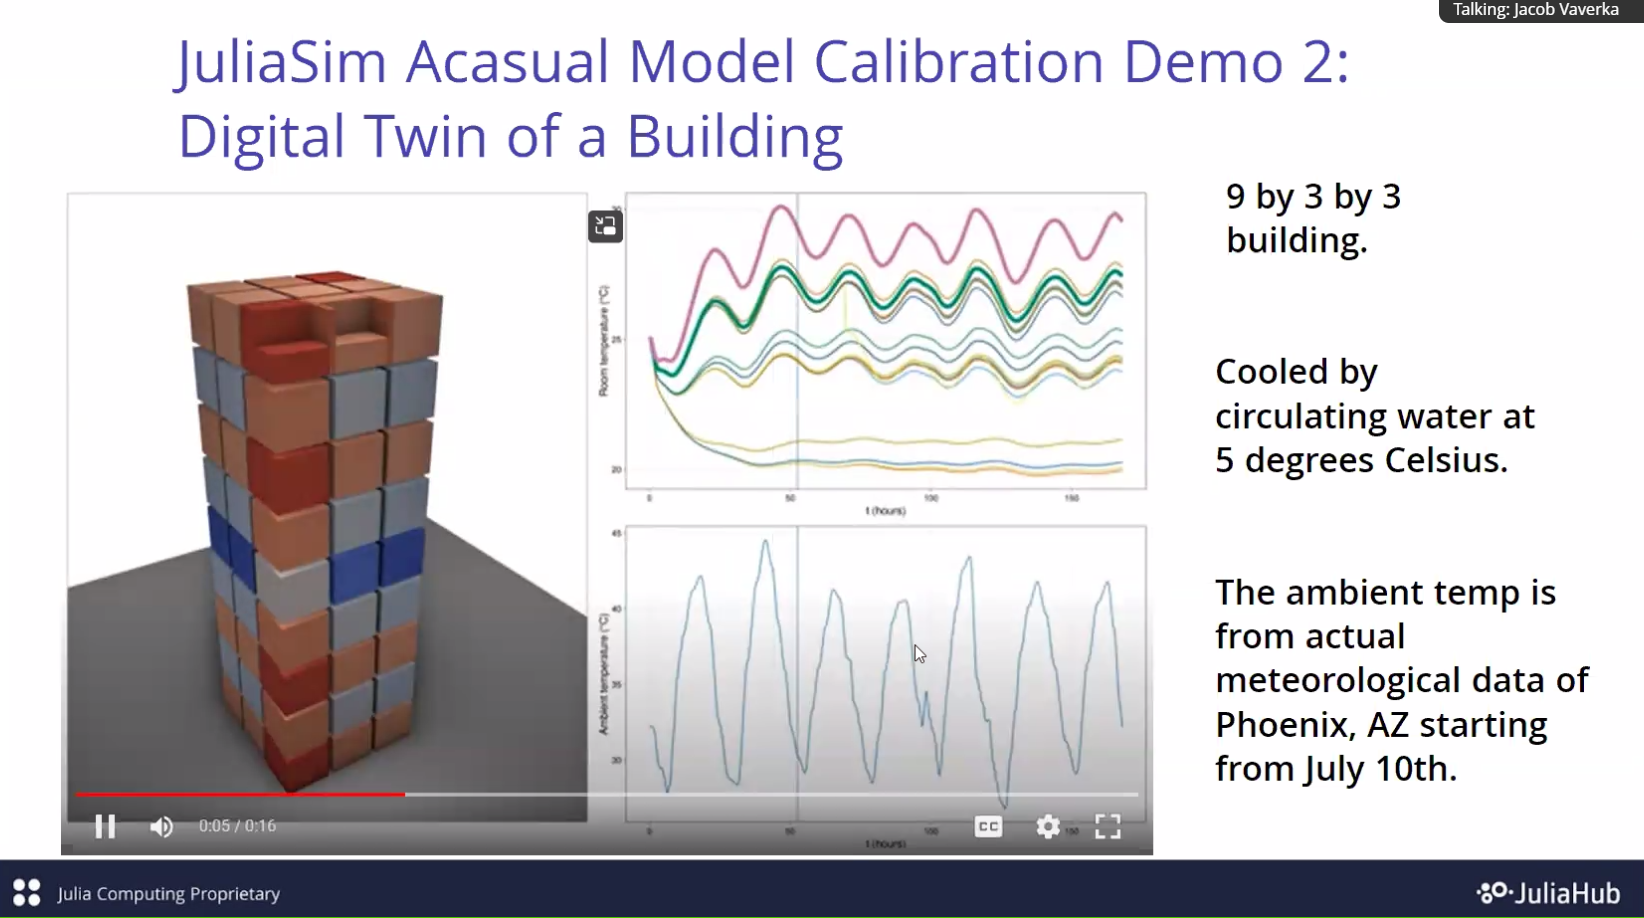 Talking: Jacob Vaverka
JuliaSim Acasual Model Calibration Demo 2:
Digital Twin of a Building
9 by 3 by 3
building.
Cooled by
circulating water at
5 degrees Celsius.
The ambient temp is
from actual
meteorological data of
Phoenix, AZ starting
from July 10th.
Room temperature (°C)
30
25
20
0
50
100
150
t (hours)
Ambient temperature (°C)
45
40
35
30
0
50
100
150
t (hours)
0:05 / 0:16
CC
Julia Computing Proprietary
JuliaHub